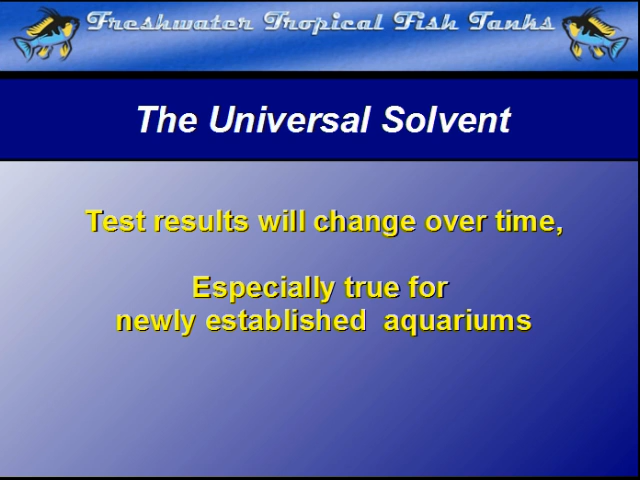 Freshwater Tropical Fish Tanks
The Universal Solvent
Test results will change over time,
Especially true for
newly established  aquariums